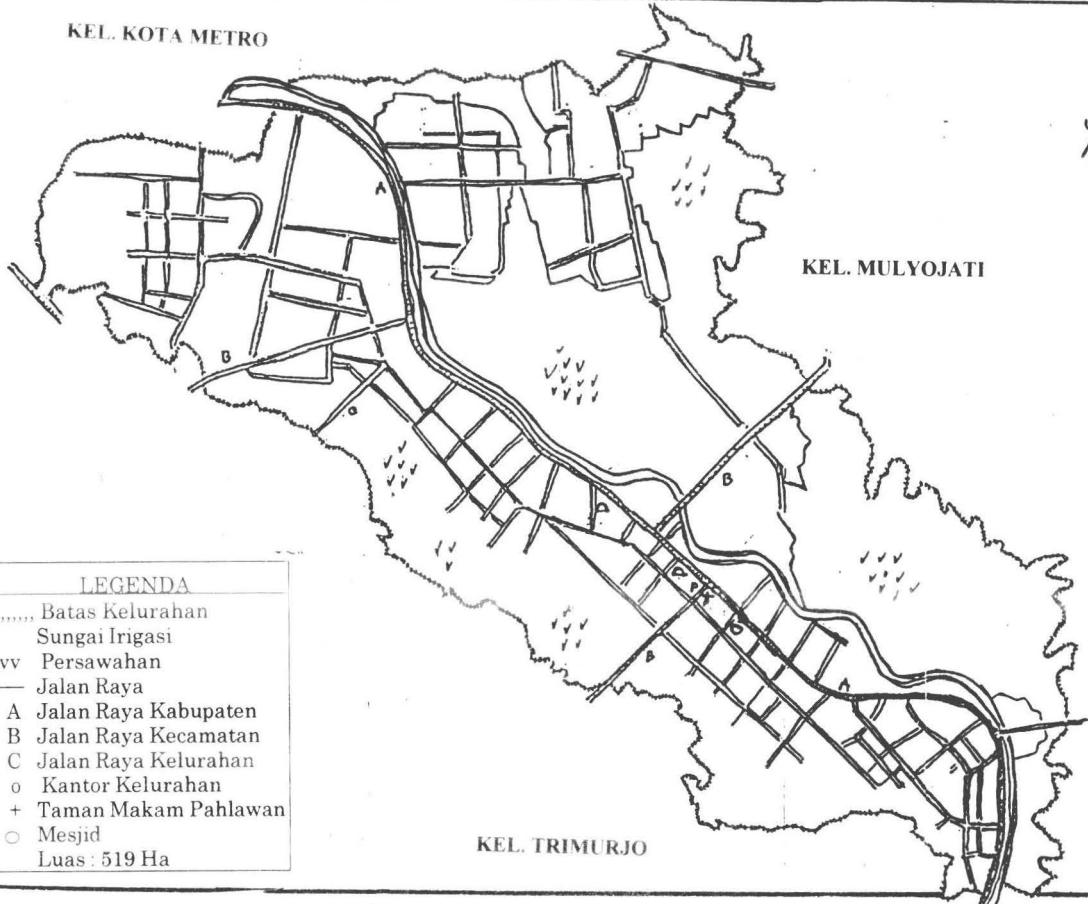 KEL. KOTA METRO
A
KEL. MULYOJATI
B
B
B
A
KEL. TRIMURJO
LEGENDA
,,,,,, Batas Kelurahan
Sungai Irigasi
vv Persawahan
— Jalan Raya
A Jalan Raya Kabupaten
B Jalan Raya Kecamatan
C Jalan Raya Kelurahan
o Kantor Kelurahan
+ Taman Makam Pahlawan
○ Mesjid
Luas : 519 Ha